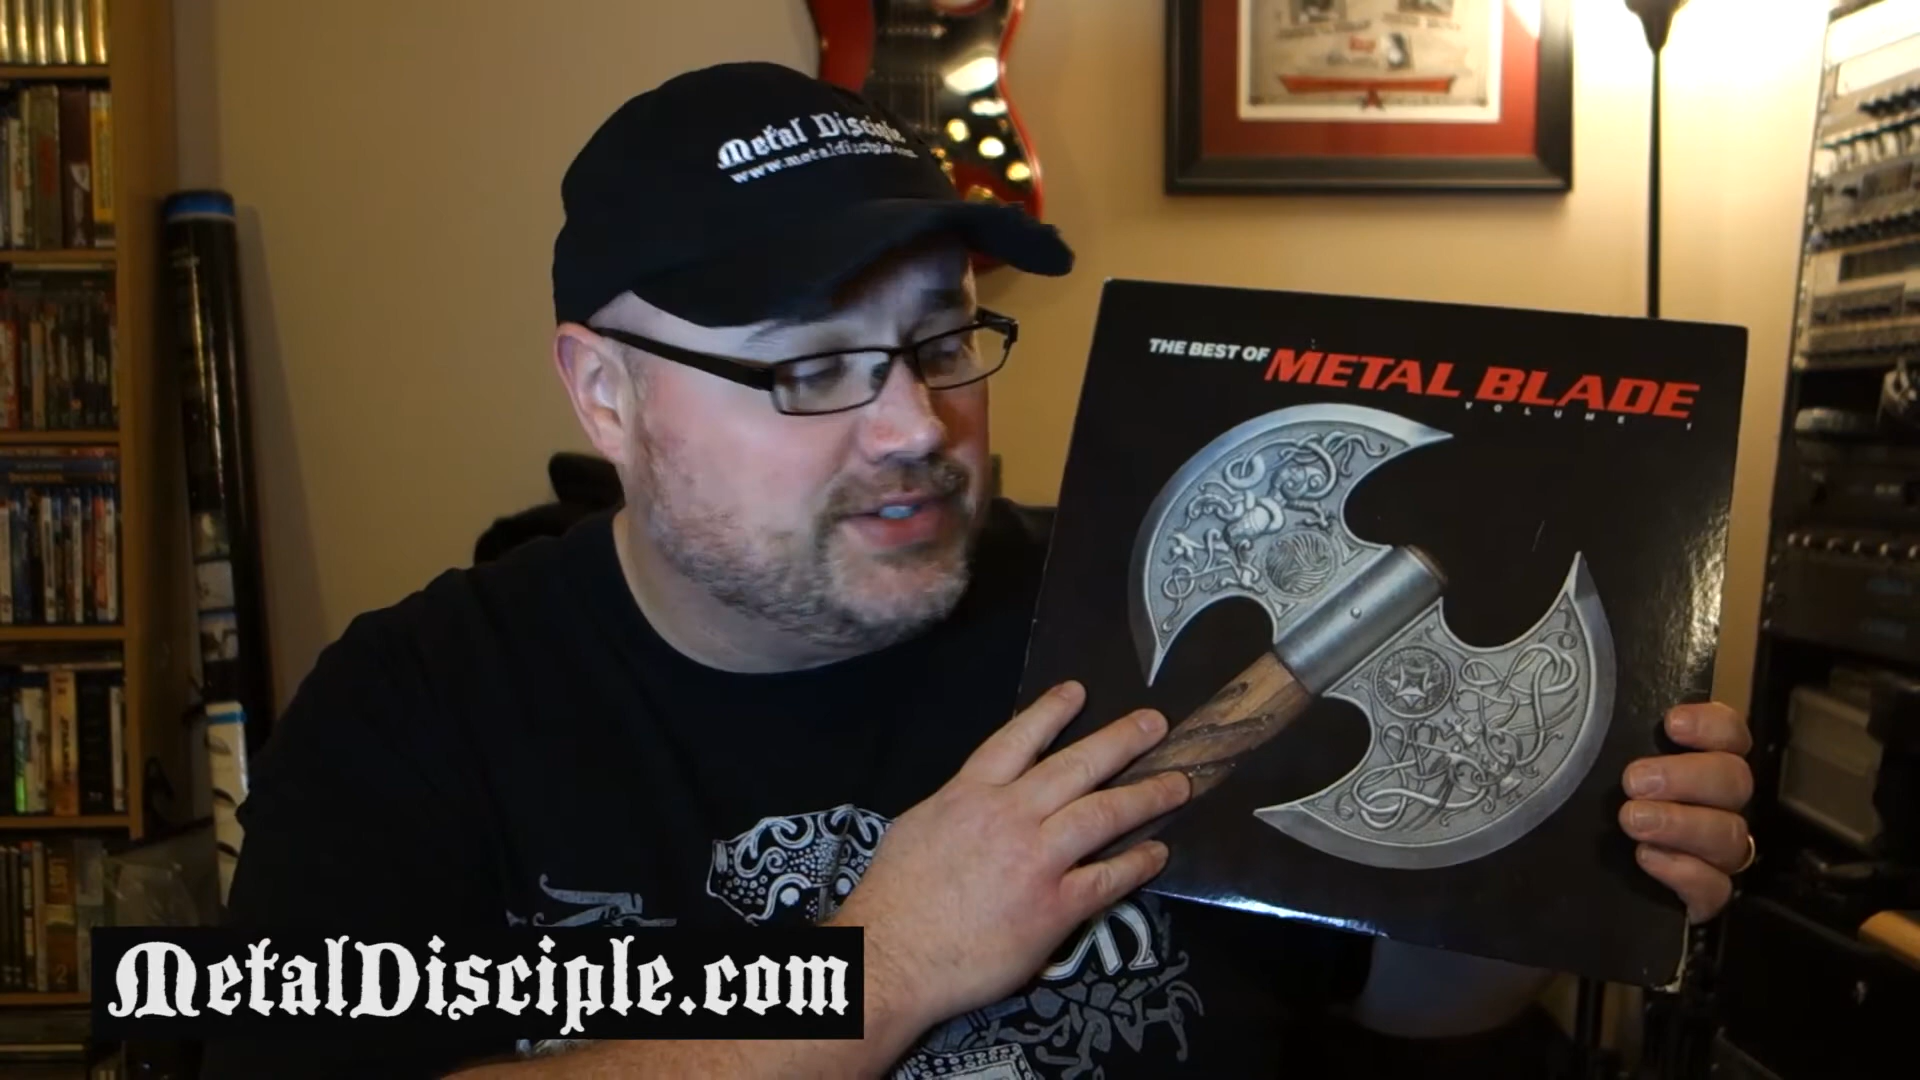 Metal Disciple
www.metaldisciple.com
THE BEST OF METAL BLADE
VOLUME 1
MetalDisciple.com